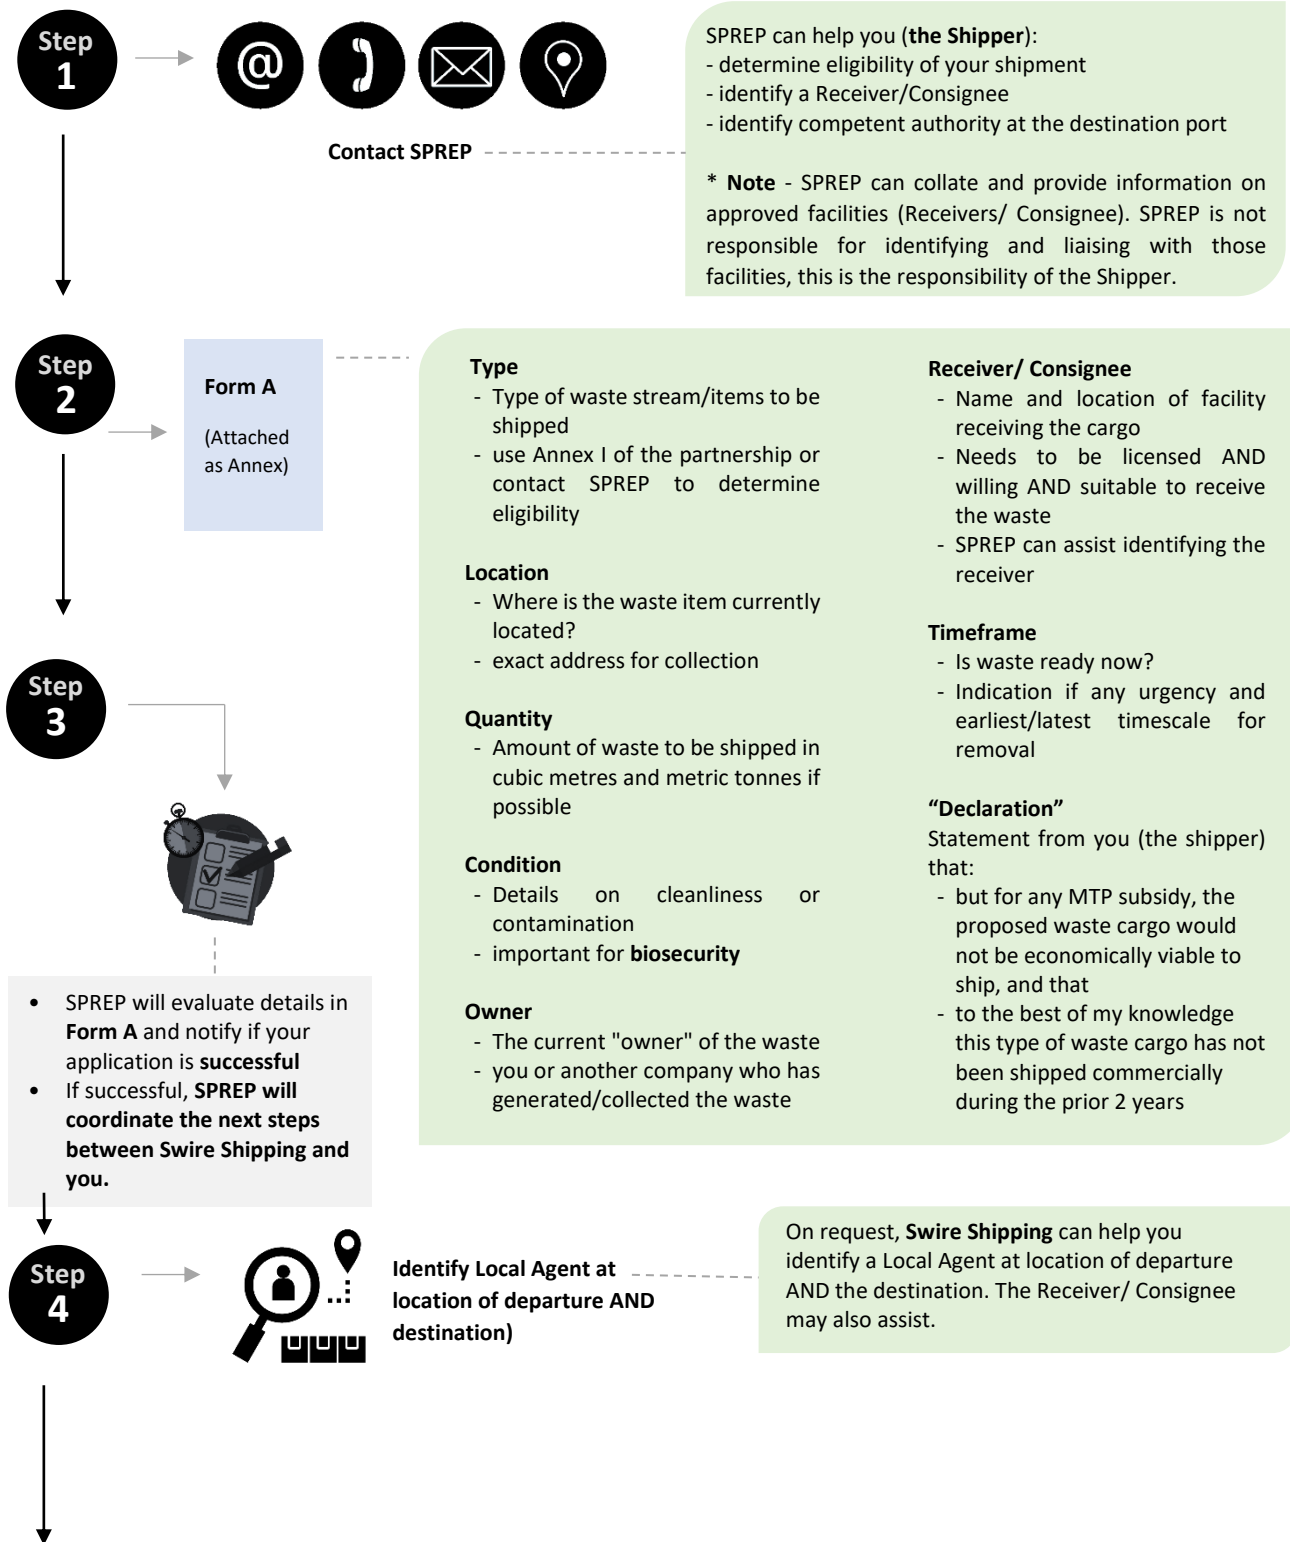 Step
1
@
Contact SPREP
SPREP can help you (the Shipper):
- determine eligibility of your shipment
- identify a Receiver/Consignee
- identify competent authority at the destination port
* Note - SPREP can collate and provide information on
approved facilities (Receivers/ Consignee). SPREP is not
responsible for identifying and liaising with those
facilities, this is the responsibility of the Shipper.
Step
2
Form A
(Attached
as Annex)
Type
- Type of waste stream/items to be
shipped
- use Annex I of the partnership or
contact SPREP to determine
eligibility
Location
- Where is the waste item currently
located?
- exact address for collection
Quantity
- Amount of waste to be shipped in
cubic metres and metric tonnes if
possible
Condition
- Details on cleanliness or
contamination
- important for biosecurity
Owner
- The current "owner" of the waste
- you or another company who has
generated/collected the waste
Receiver/ Consignee
- Name and location of facility
receiving the cargo
- Needs to be licensed AND
willing AND suitable to receive
the waste
- SPREP can assist identifying the
receiver
Timeframe
- Is waste ready now?
- Indication if any urgency and
earliest/latest timescale for
removal
“Declaration”
Statement from you (the shipper)
that:
- but for any MTP subsidy, the
proposed waste cargo would
not be economically viable to
ship, and that
- to the best of my knowledge
this type of waste cargo has not
been shipped commercially
during the prior 2 years
Step
3
• SPREP will evaluate details in
Form A and notify if your
application is successful
• If successful, SPREP will
coordinate the next steps
between Swire Shipping and
you.
Step
4
Identify Local Agent at
location of departure AND
destination)
On request, Swire Shipping can help you
identify a Local Agent at location of departure
AND the destination. The Receiver/ Consignee
may also assist.